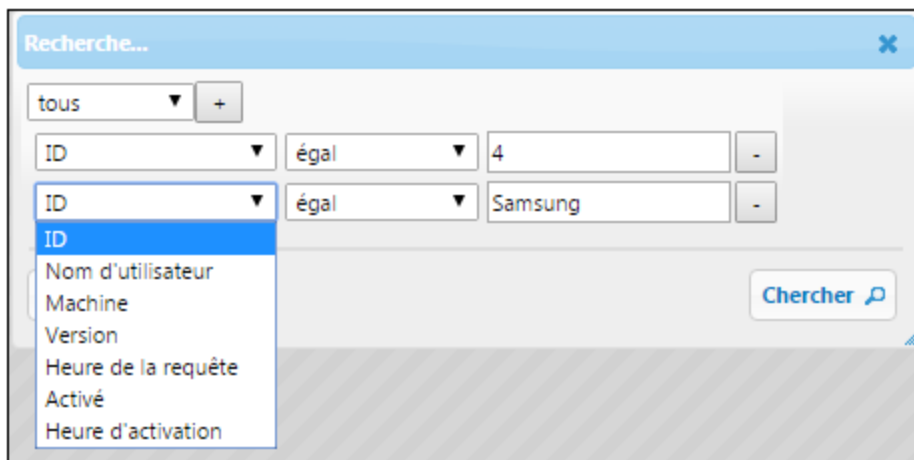 Recherche...
tous +
ID égal 4 -
ID égal Samsung -
ID
Nom d'utilisateur
Machine
Version
Heure de la requête
Activé
Heure d'activation
Chercher